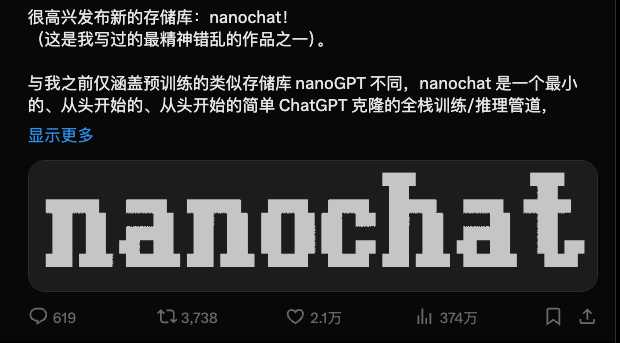 很高兴发布新的存储库：nanochat！
（这是我写过的最精神错乱的作品之一）。
与我之前仅涵盖预训练的类似存储库 nanoGPT 不同，nanochat 是一个最小
的、从头开始的、从头开始的简单 ChatGPT 克隆的全栈训练/推理管道，
显示更多
nanochat
619 3,738 2.1万 374万